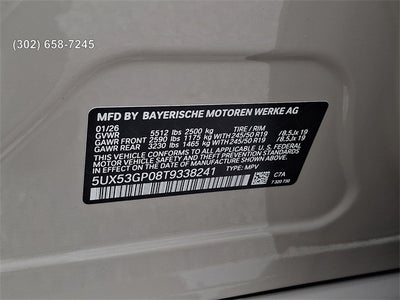 (302) 658-7245
MFD BY BAYERISCHE MOTOREN WERKE AG
01/26
GVWR 5512 lbs 2500 kg TIRE / RIM
GAWR FRONT 2590 lbs 1175 kg WITH 245/50 R19 /8.5Jx 19
GAWR REAR 3230 lbs 1465 kg WITH 245/50 R19 /8.5Jx 19
THIS VEHICLE CONFORMS TO ALL APPLICABLE U.S. FEDERAL
MOTOR VEHICLE SAFETY AND THEFT PREVENTION
STANDARDS IN EFFECT ON THE DATE OF
MANUFACTURE SHOWN ABOVE.
5UX53GP08T9338241 TYPE: MPV
C7A